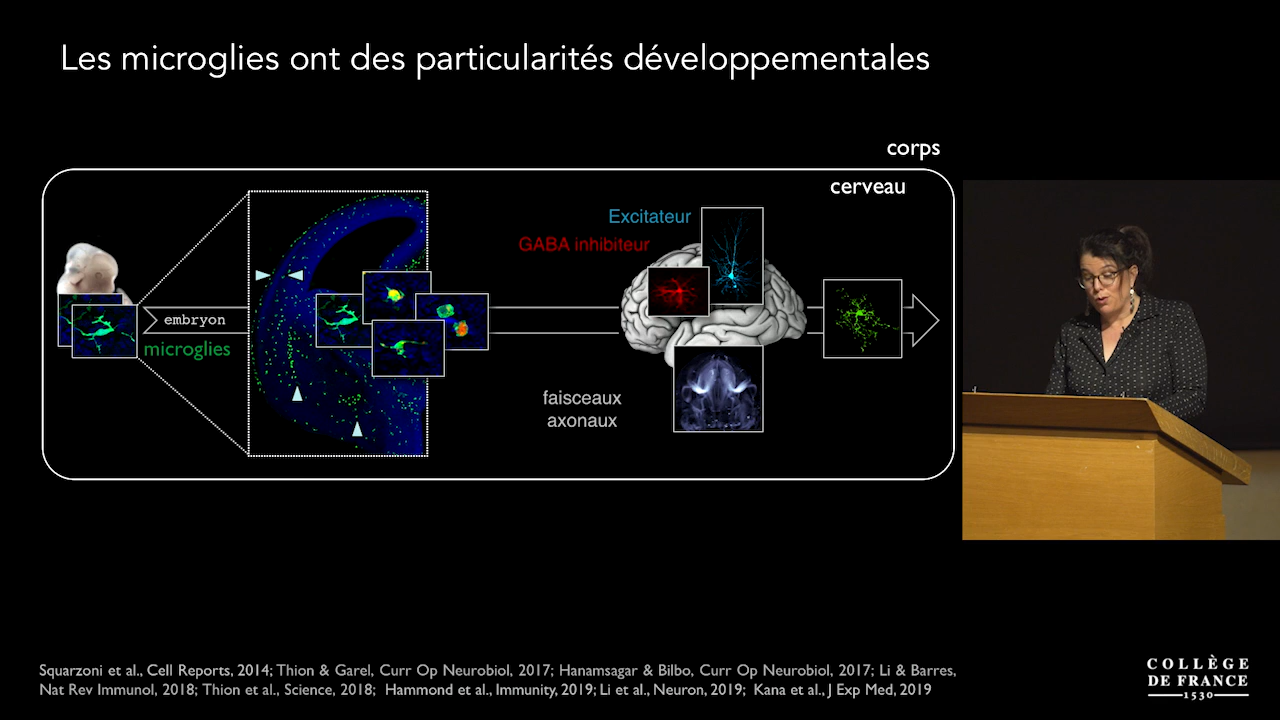 Les microglies ont des particularités développementales
corps
cerveau
Excitateur
GABA inhibiteur
embryon
microglies
faisceaux
axonaux
Squarzoni et al., Cell Reports, 2014; Thion & Garel, Curr Op Neurobiol, 2017; Hanamsagar & Bilbo, Curr Op Neurobiol, 2017; Li & Barres,
Nat Rev Immunol, 2018; Thion et al., Science, 2018; Hammond et al., Immunity, 2019; Li et al., Neuron, 2019; Kana et al., J Exp Med, 2019
COLLÈGE
DE FRANCE
1530